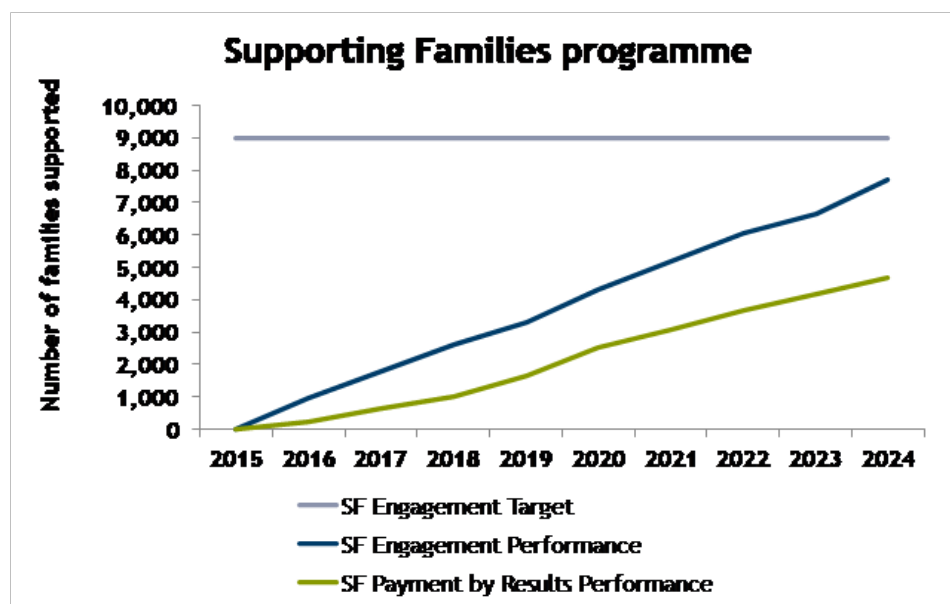 Supporting Families programme
Number of families supported
10,000
9,000
8,000
7,000
6,000
5,000
4,000
3,000
2,000
1,000
0
2015 2016 2017 2018 2019 2020 2021 2022 2023 2024
SF Engagement Target
SF Engagement Performance
SF Payment by Results Performance